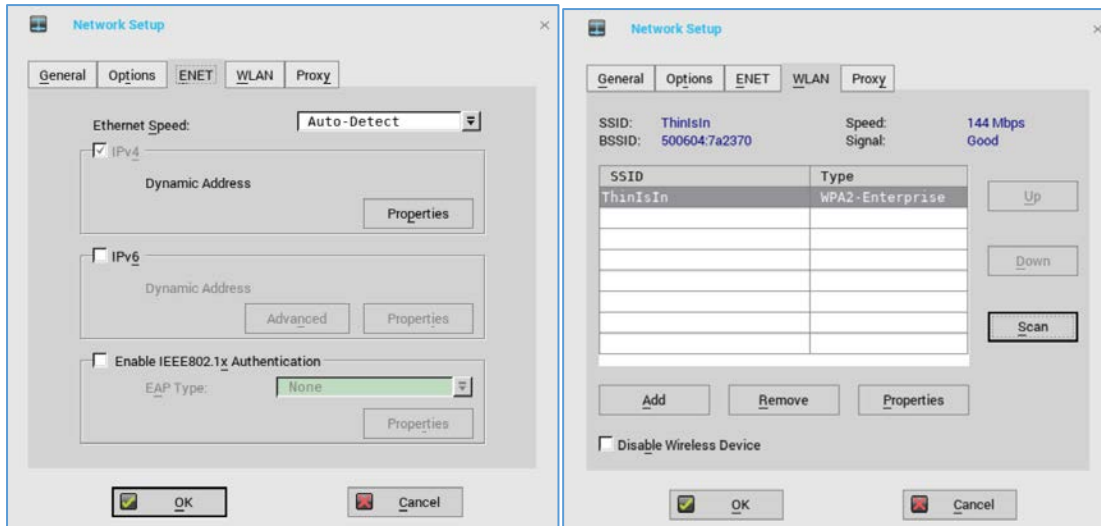 Network Setup
General Options ENET WLAN Proxy
Ethernet Speed: Auto-Detect
IPv4
Dynamic Address
Properties
IPv6
Dynamic Address
Advanced Properties
Enable IEEE802.1x Authentication
EAP Type: None
Properties
OK Cancel
Network Setup
General Options ENET WLAN Proxy
SSID: ThinIsIn Speed: 144 Mbps
BSSID: 500604:7a2370 Signal: Good
SSID Type
ThinIsIn WPA2-Enterprise
Up
Down
Scan
Add Remove Properties
Disable Wireless Device
OK Cancel